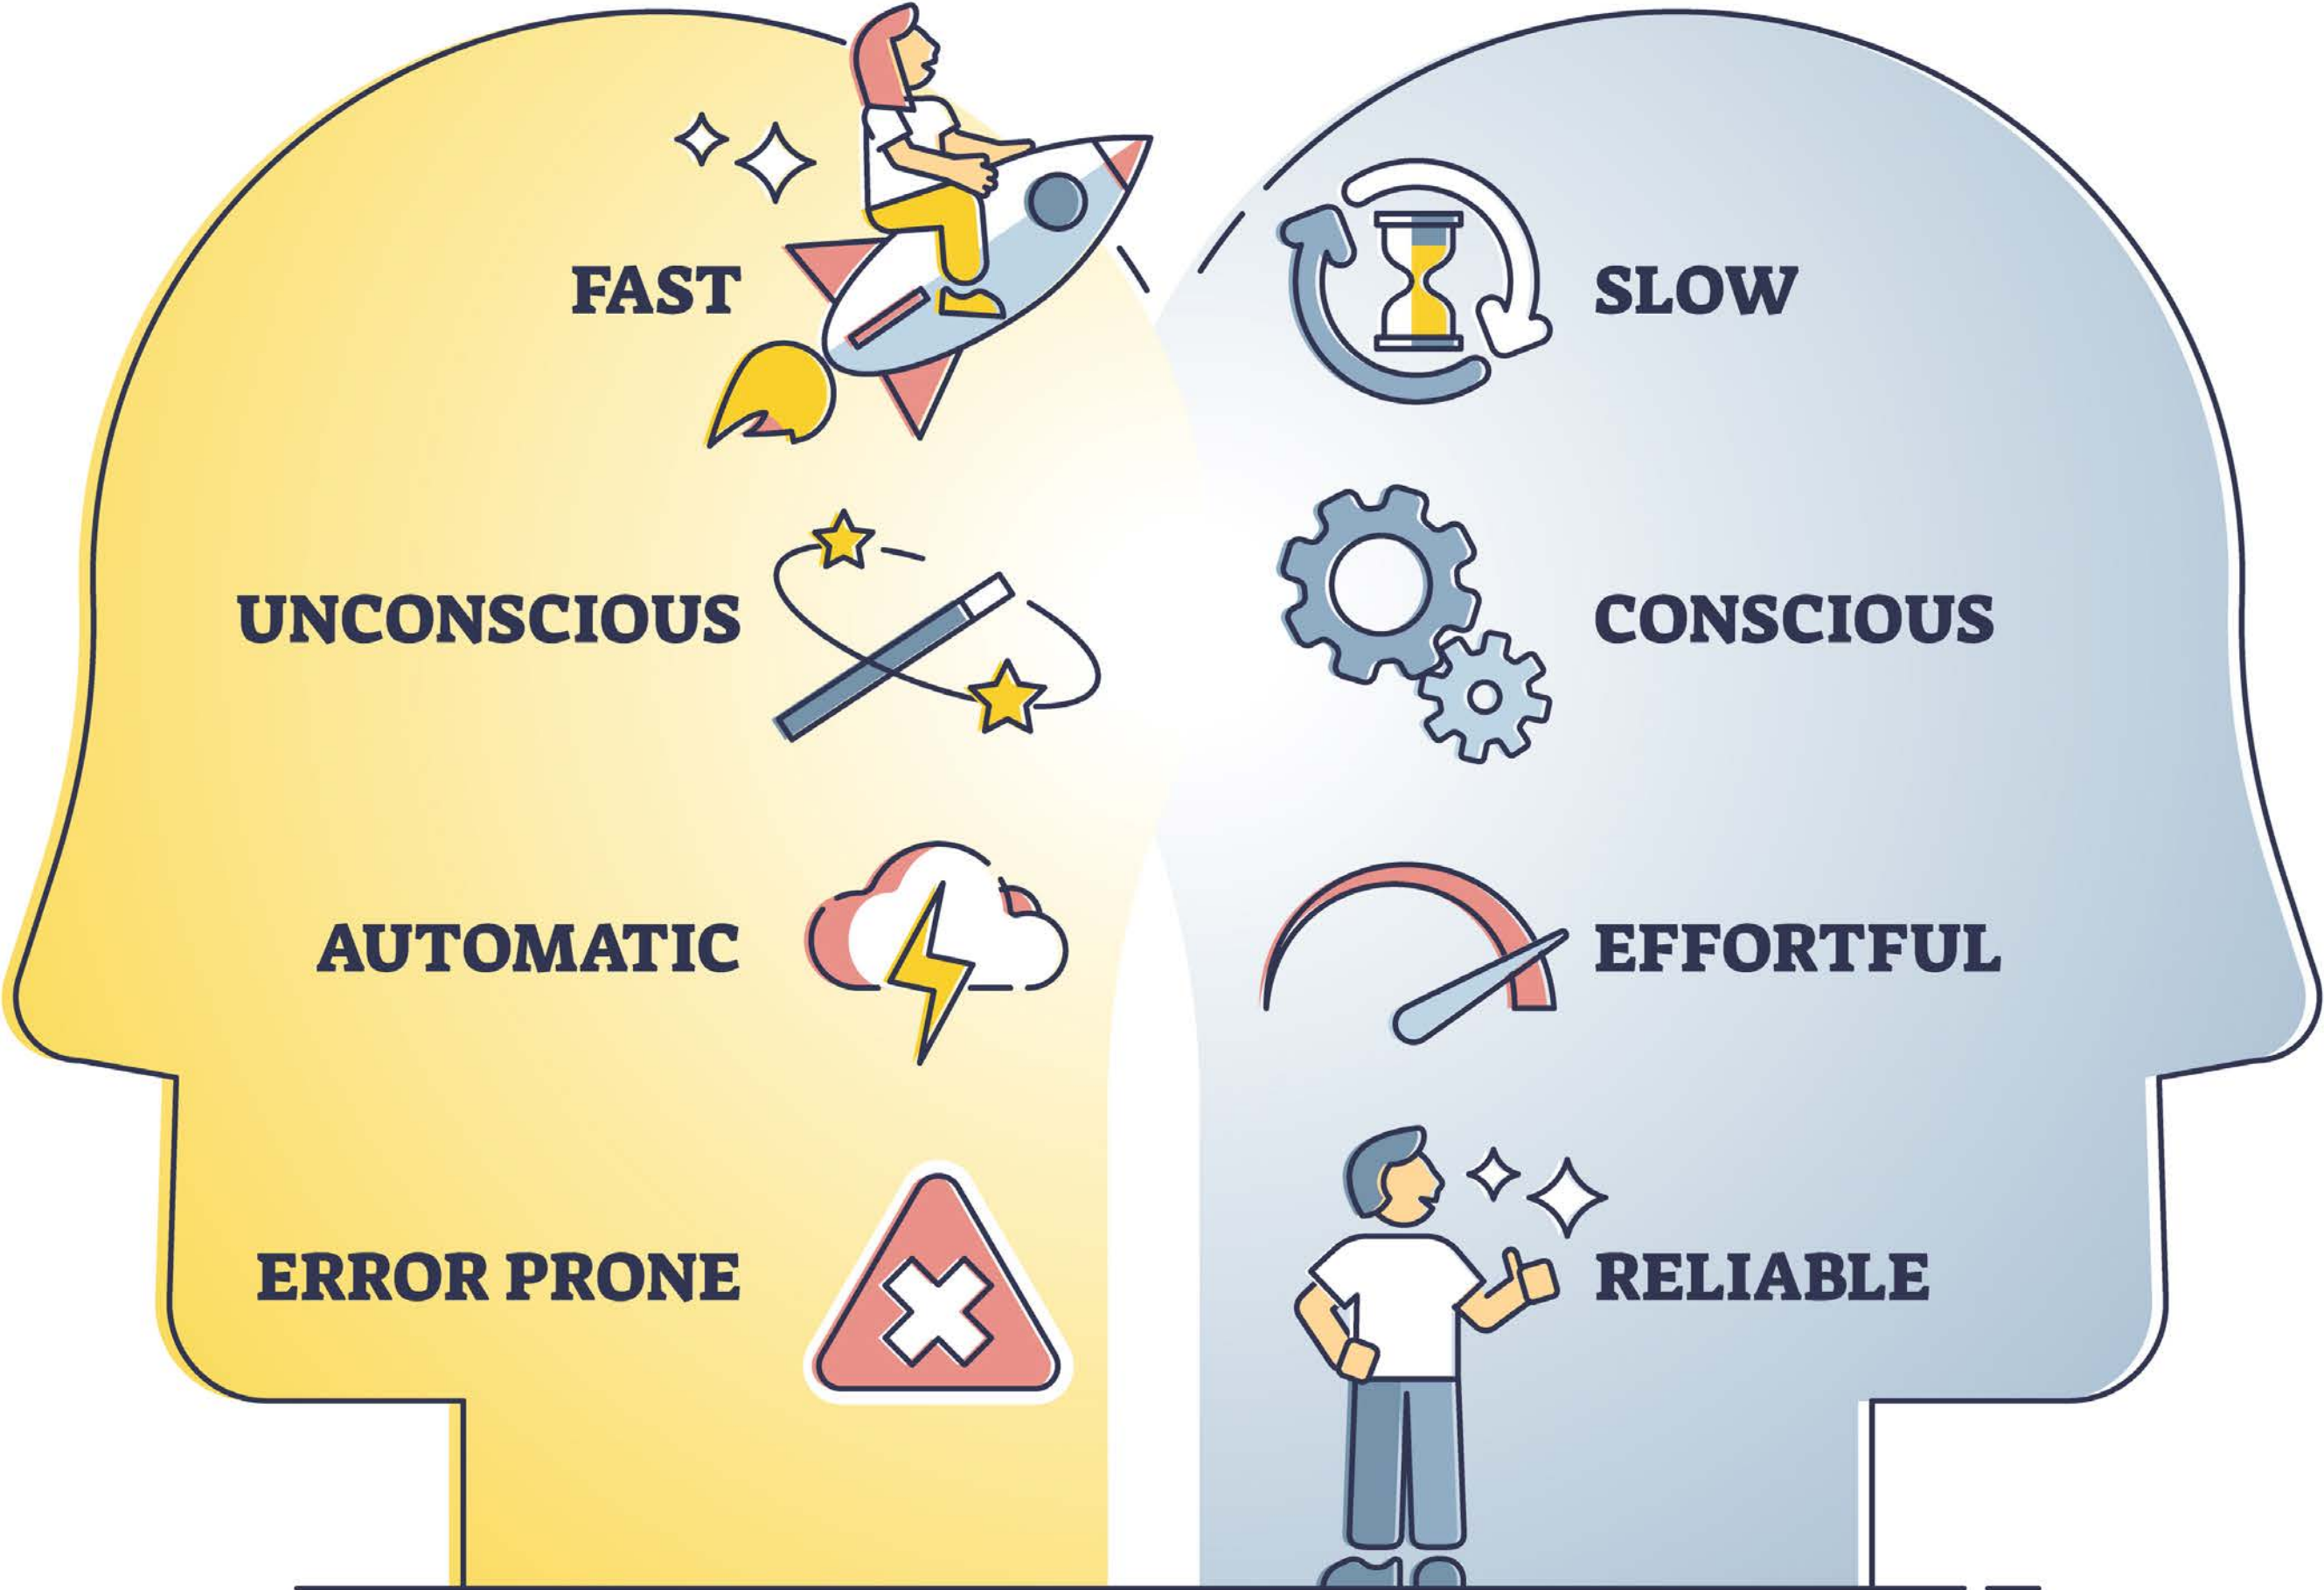 FAST
SLOW
UNCONSCIOUS
CONSCIOUS
AUTOMATIC
EFFORTFUL
ERROR PRONE
RELIABLE